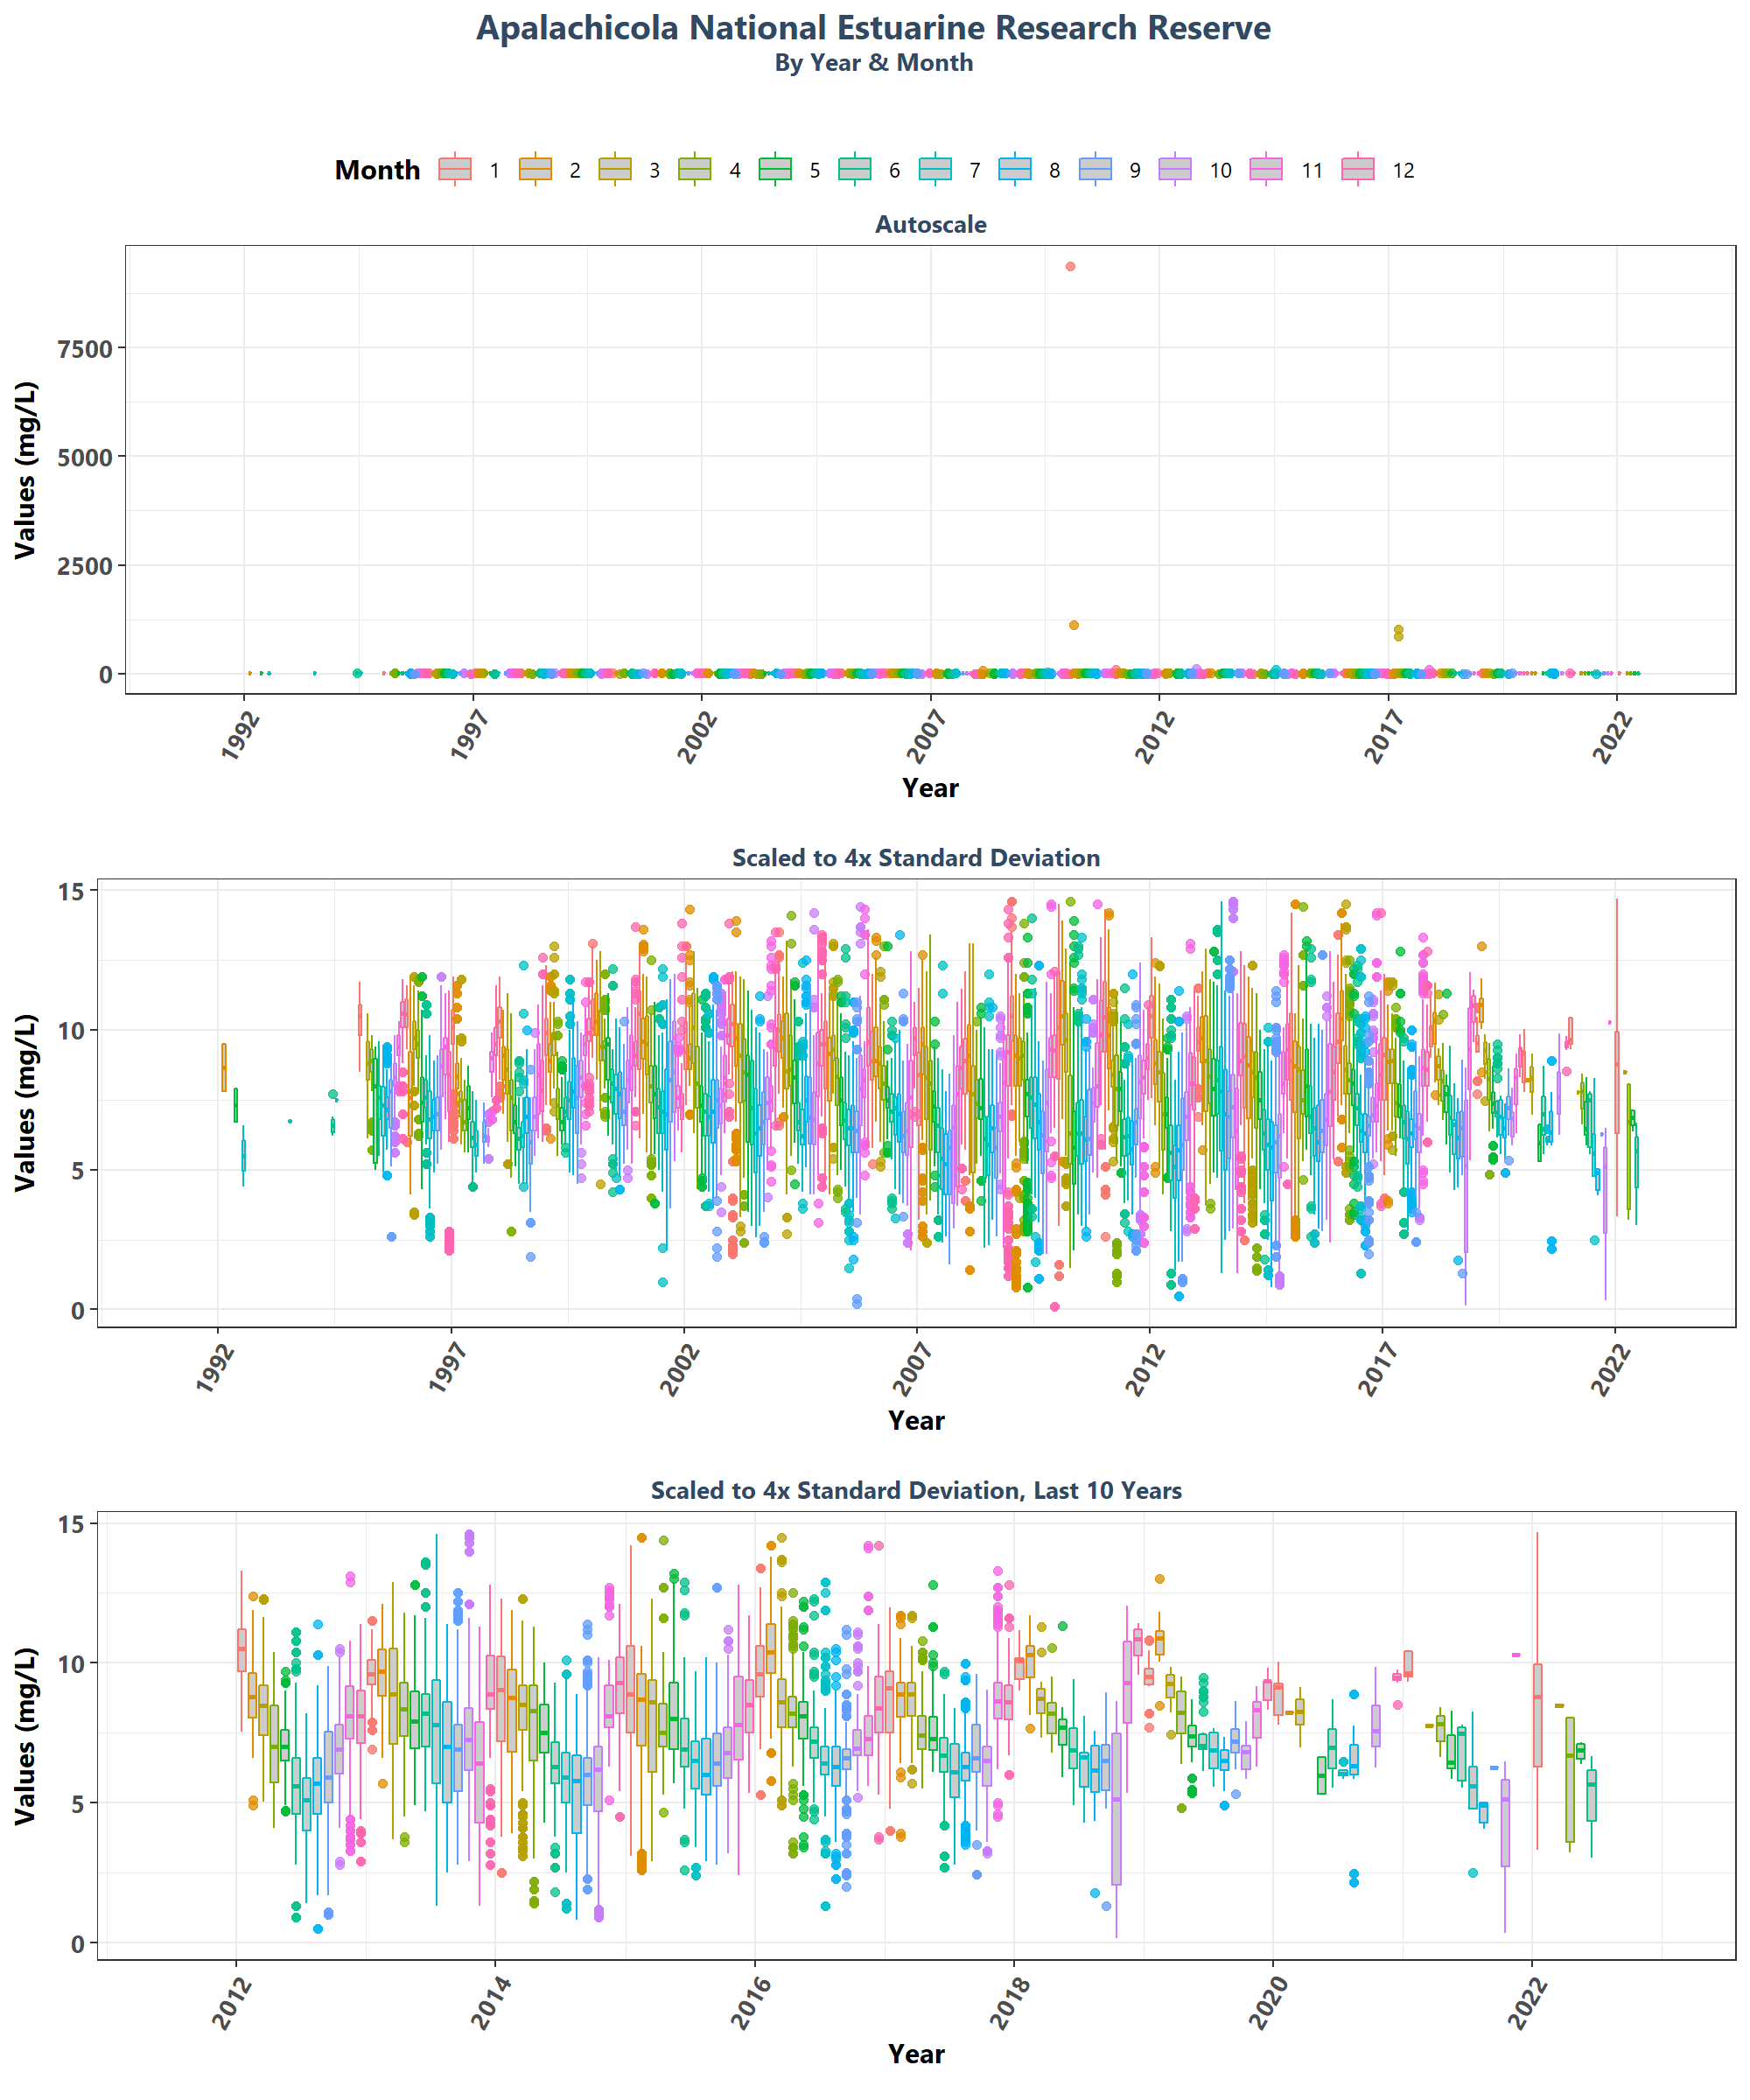 Apalachicola National Estuarine Research Reserve
By Year & Month
Month 1 2 3 4 5 6 7 8 9 10 11 12
Autoscale
Values (mg/L)
7500
5000
2500
0
1992 1997 2002 2007 2012 2017 2022
Year
Scaled to 4x Standard Deviation
Values (mg/L)
15
10
5
0
1992 1997 2002 2007 2012 2017 2022
Year
Scaled to 4x Standard Deviation, Last 10 Years
Values (mg/L)
15
10
5
0
2012 2014 2016 2018 2020 2022
Year